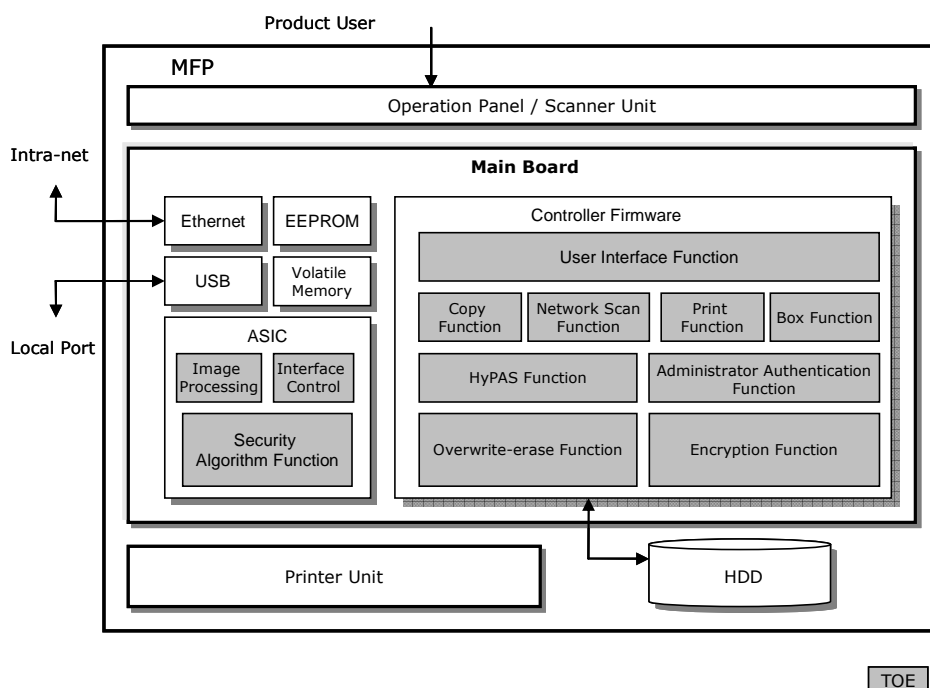 Product User
MFP
Operation Panel / Scanner Unit
Intra-net
Main Board
Ethernet
EEPROM
Controller Firmware
User Interface Function
USB
Volatile
Memory
Copy
Function
Network Scan
Function
Print
Function
Box Function
Local Port
ASIC
Image
Processing
Interface
Control
HyPAS Function
Administrator Authentication
Function
Security
Algorithm Function
Overwrite-erase Function
Encryption Function
Printer Unit
HDD
TOE